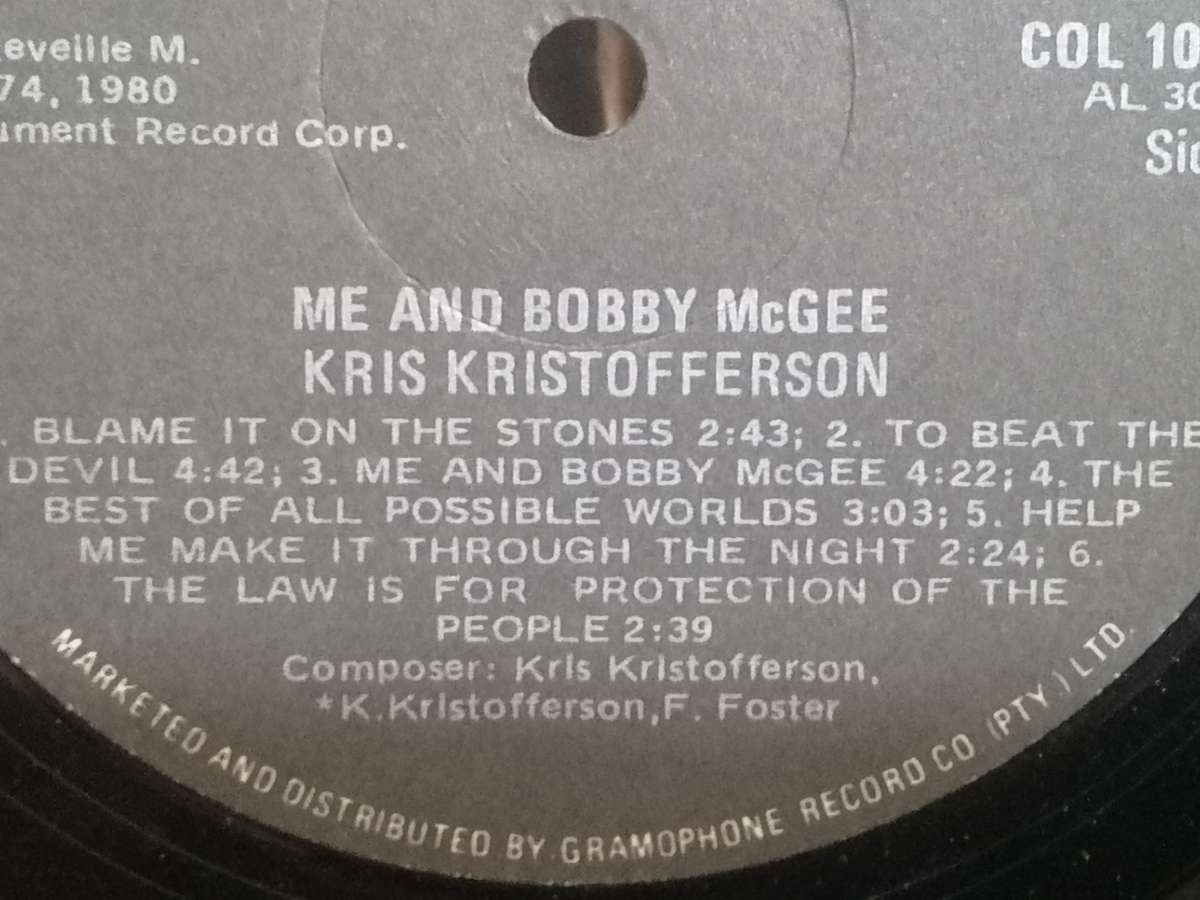 eveille M.
74, 1980
ument Record Corp.
COL 10
AL 30
Sid
ME AND BOBBY McGEE
KRIS KRISTOFFERSON
. BLAME IT ON THE STONES 2:43; 2. TO BEAT THE
DEVIL 4:42; 3. ME AND BOBBY McGEE 4:22; 4. THE
BEST OF ALL POSSIBLE WORLDS 3:03; 5. HELP
ME MAKE IT THROUGH THE NIGHT 2:24; 6.
THE LAW IS FOR PROTECTION OF THE
PEOPLE 2:39
Composer: Kris Kristofferson,
*K.Kristofferson,F. Foster
MARKETED AND DISTRIBUTED BY GRAMOPHONE RECORD CO. (PTY.) LTD.